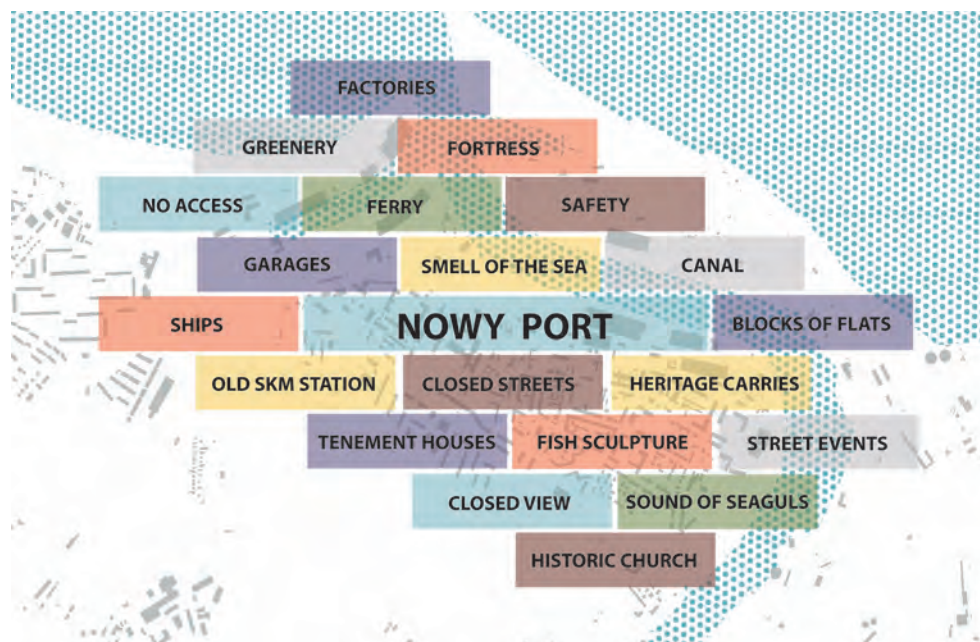 FACTORIES
GREENERY FORTRESS
NO ACCESS FERRY SAFETY
GARAGES SMELL OF THE SEA CANAL
SHIPS NOWY PORT BLOCKS OF FLATS
OLD SKM STATION CLOSED STREETS HERITAGE CARRIES
TENEMENT HOUSES FISH SCULPTURE STREET EVENTS
CLOSED VIEW SOUND OF SEAGULS
HISTORIC CHURCH